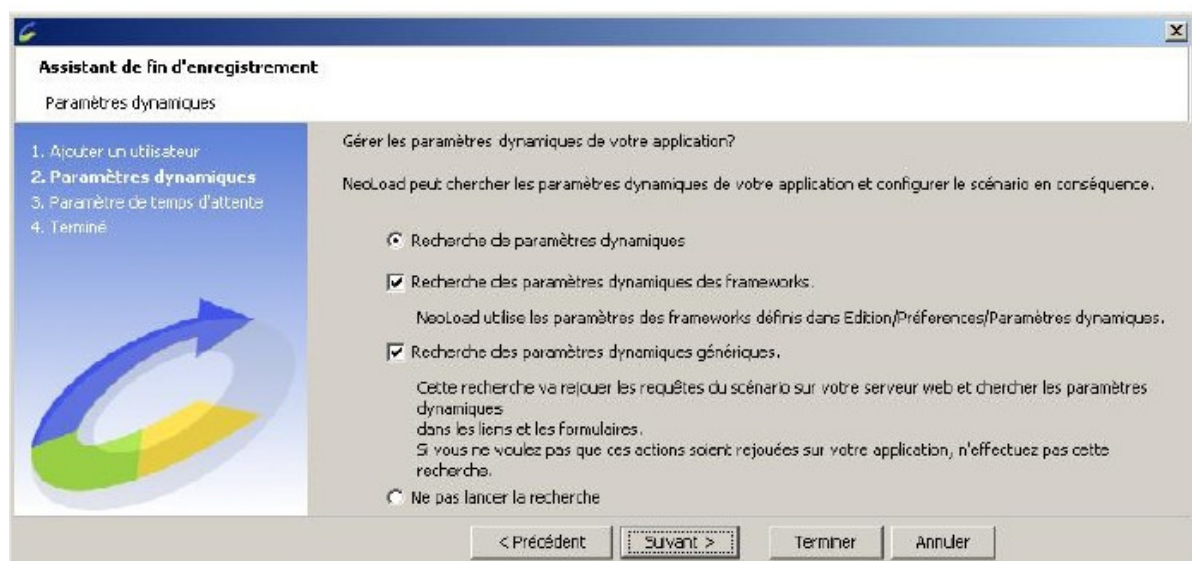 Assistant de fin d'enregistrement
Paramètres dynamiques
1. Ajouter un utilisateur
2. Paramètres dynamiques
3. Paramètre de temps d'attente
4. Terminé
Gérer les paramètres dynamiques de votre application?
NeoLoad peut chercher les paramètres dynamiques de votre application et configurer le scénario en conséquence.
Recherche de paramètres dynamiques
Recherche des paramètres dynamiques des frameworks.
NeoLoad utilise les paramètres des frameworks définis dans Edition/Préferences/Paramètres dynamiques.
Recherche des paramètres dynamiques génériques.
Cette recherche va rejouer les requêtes du scénario sur votre serveur web et chercher les paramètres
dynamiques
dans les liens et les formulaires.
Si vous ne voulez pas que ces actions soient rejouées sur votre application, n'effectuez pas cette
recherche.
Ne pas lancer la recherche
< Précédent
Suivant >
Terminer
Annuler